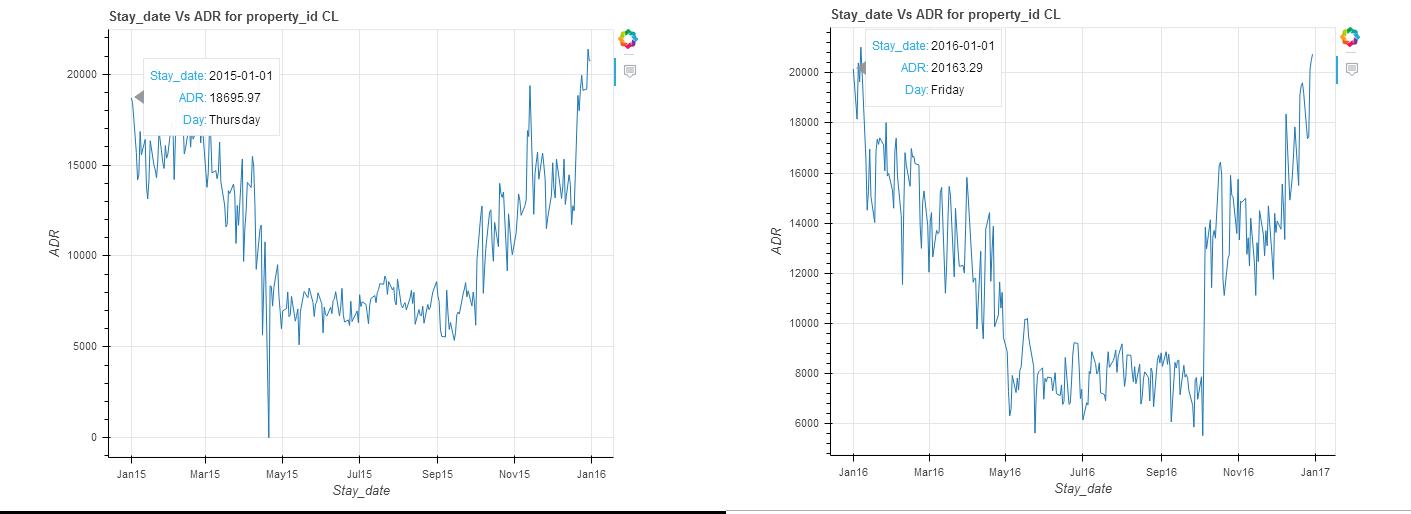 Stay_date Vs ADR for property_id CL
Stay_date: 2015-01-01
ADR: 18695.97
Day: Thursday
20000
15000
10000
5000
0
ADR
Jan15 Mar15 May15 Jul15 Sep15 Nov15 Jan16
Stay_date
Stay_date Vs ADR for property_id CL
Stay_date: 2016-01-01
ADR: 20163.29
Day: Friday
20000
18000
16000
14000
12000
10000
8000
6000
ADR
Jan16 Mar16 May16 Jul16 Sep16 Nov16 Jan17
Stay_date